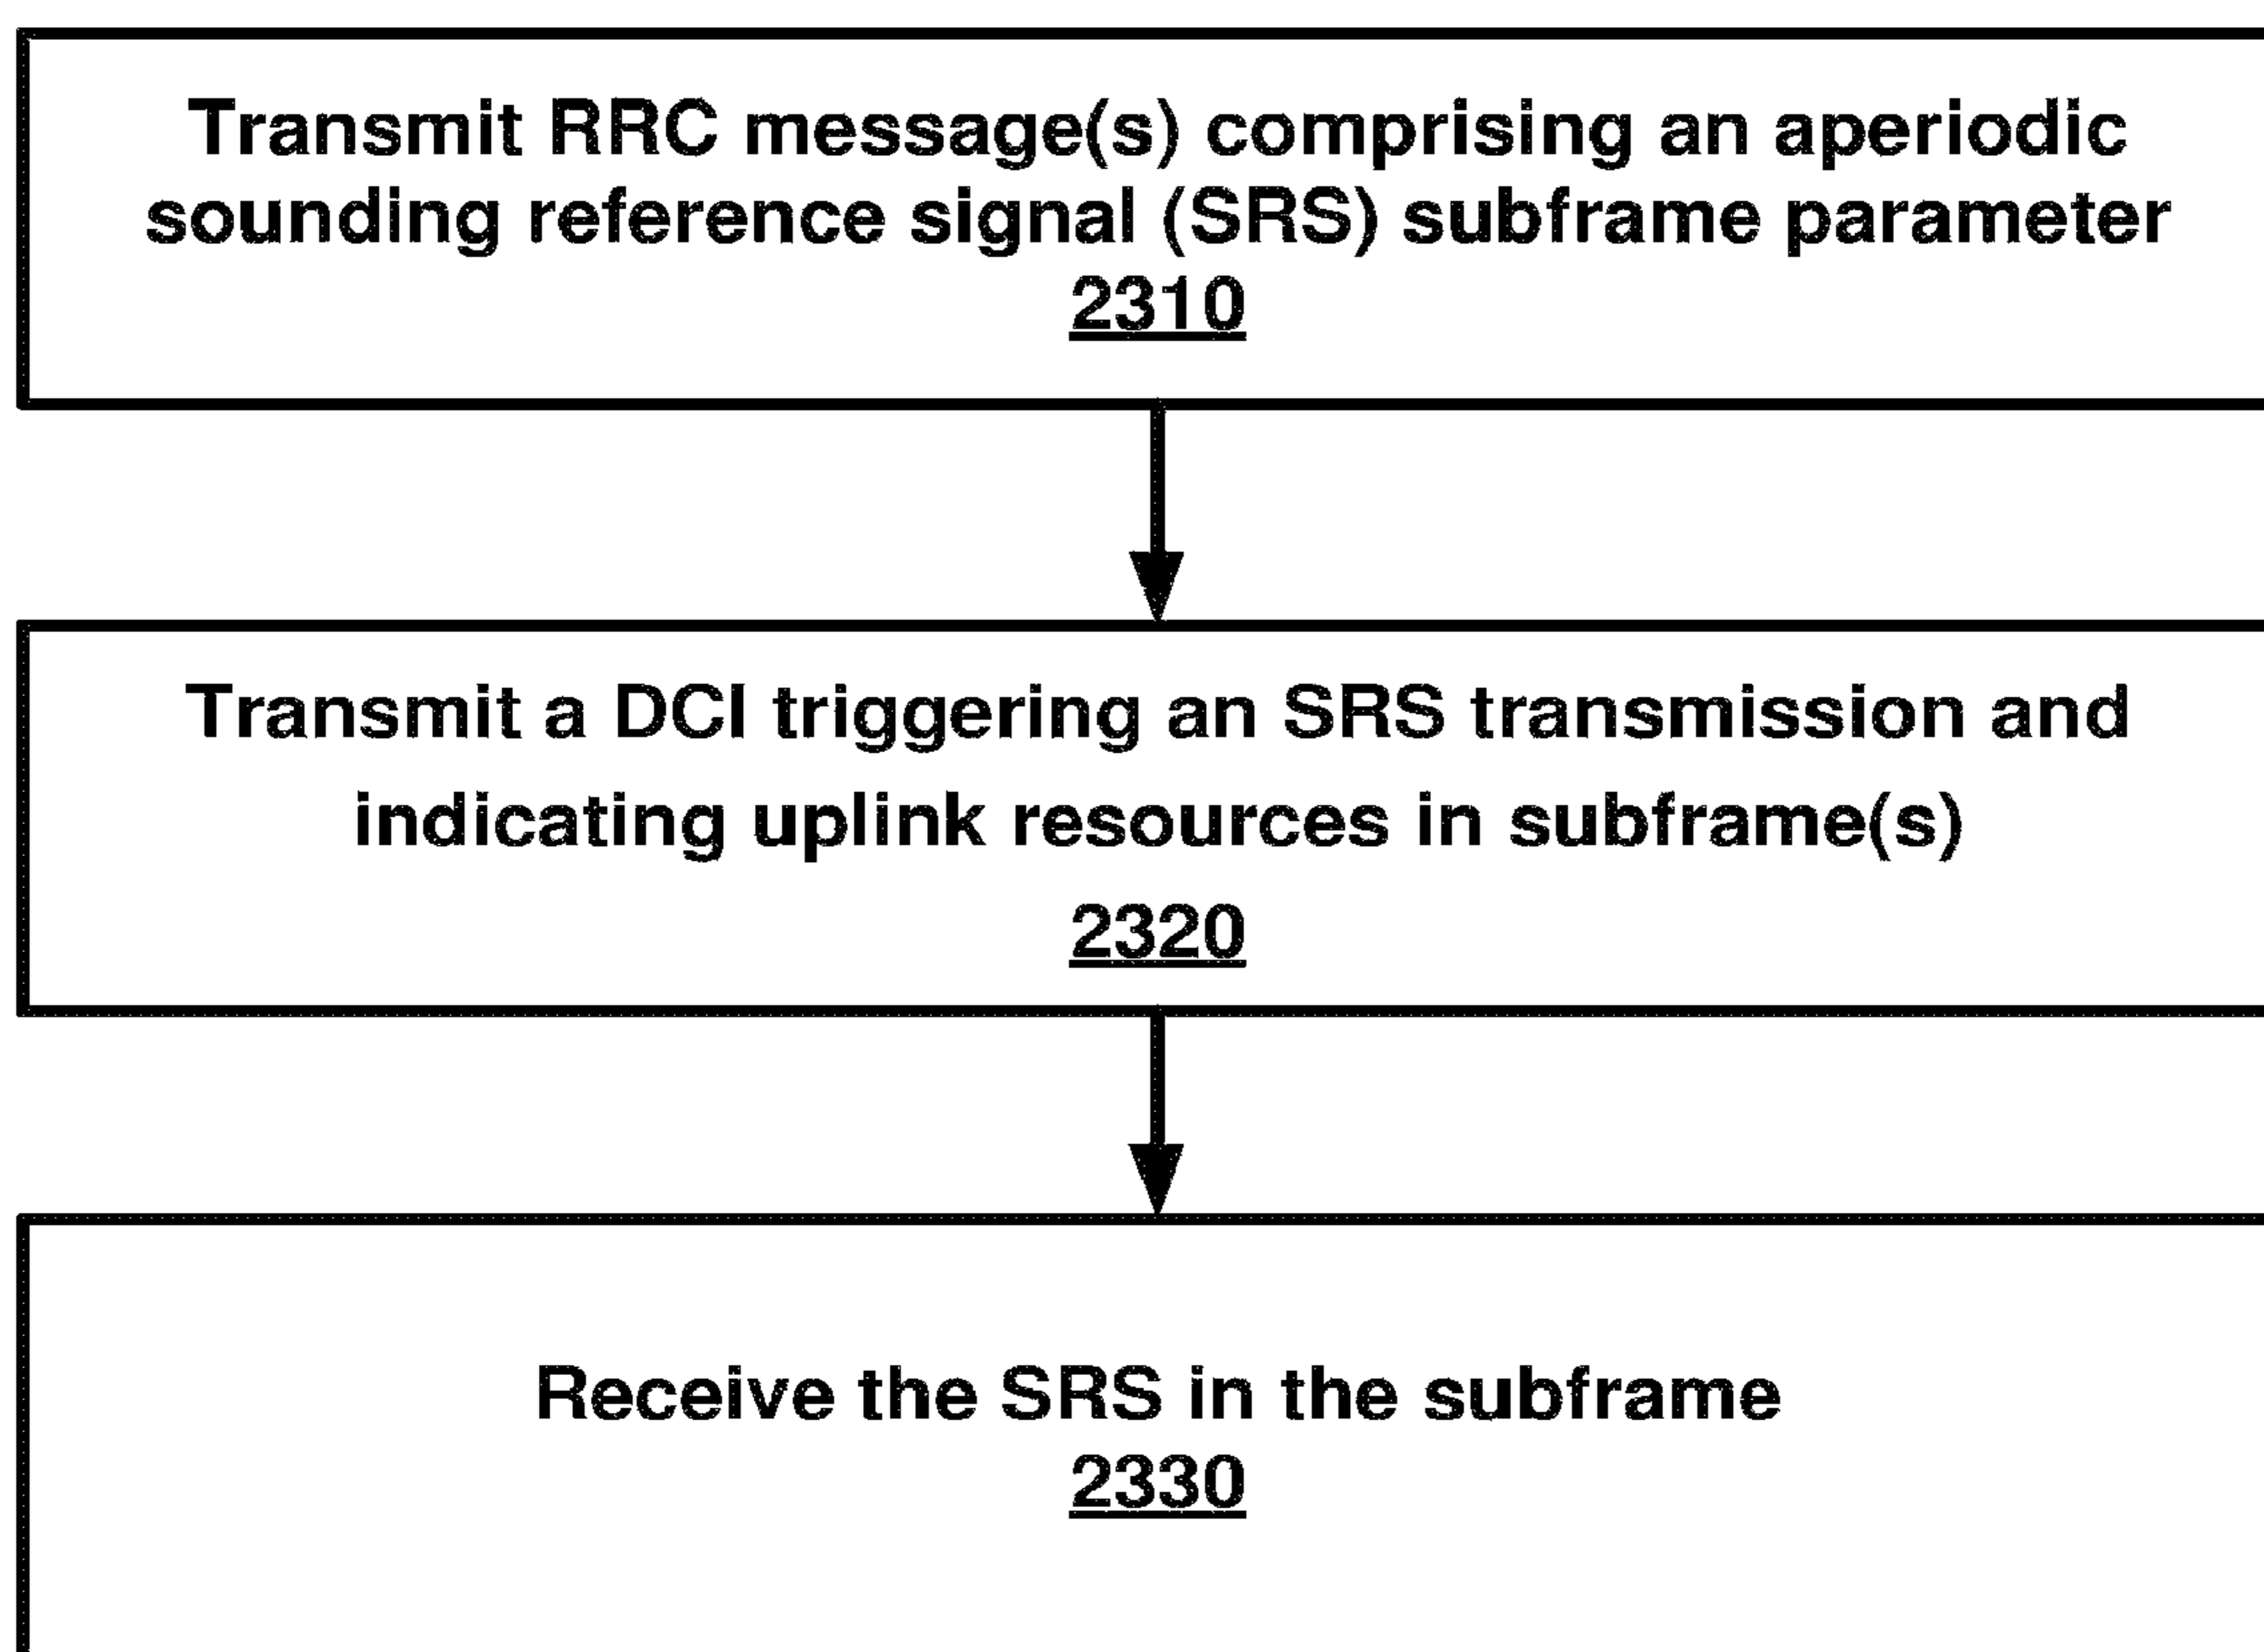 Transmit RRC message(s) comprising an aperiodic
sounding reference signal (SRS) subframe parameter
2310
Transmit a DCI triggering an SRS transmission and
indicating uplink resources in subframe(s)
2320
Receive the SRS in the subframe
2330